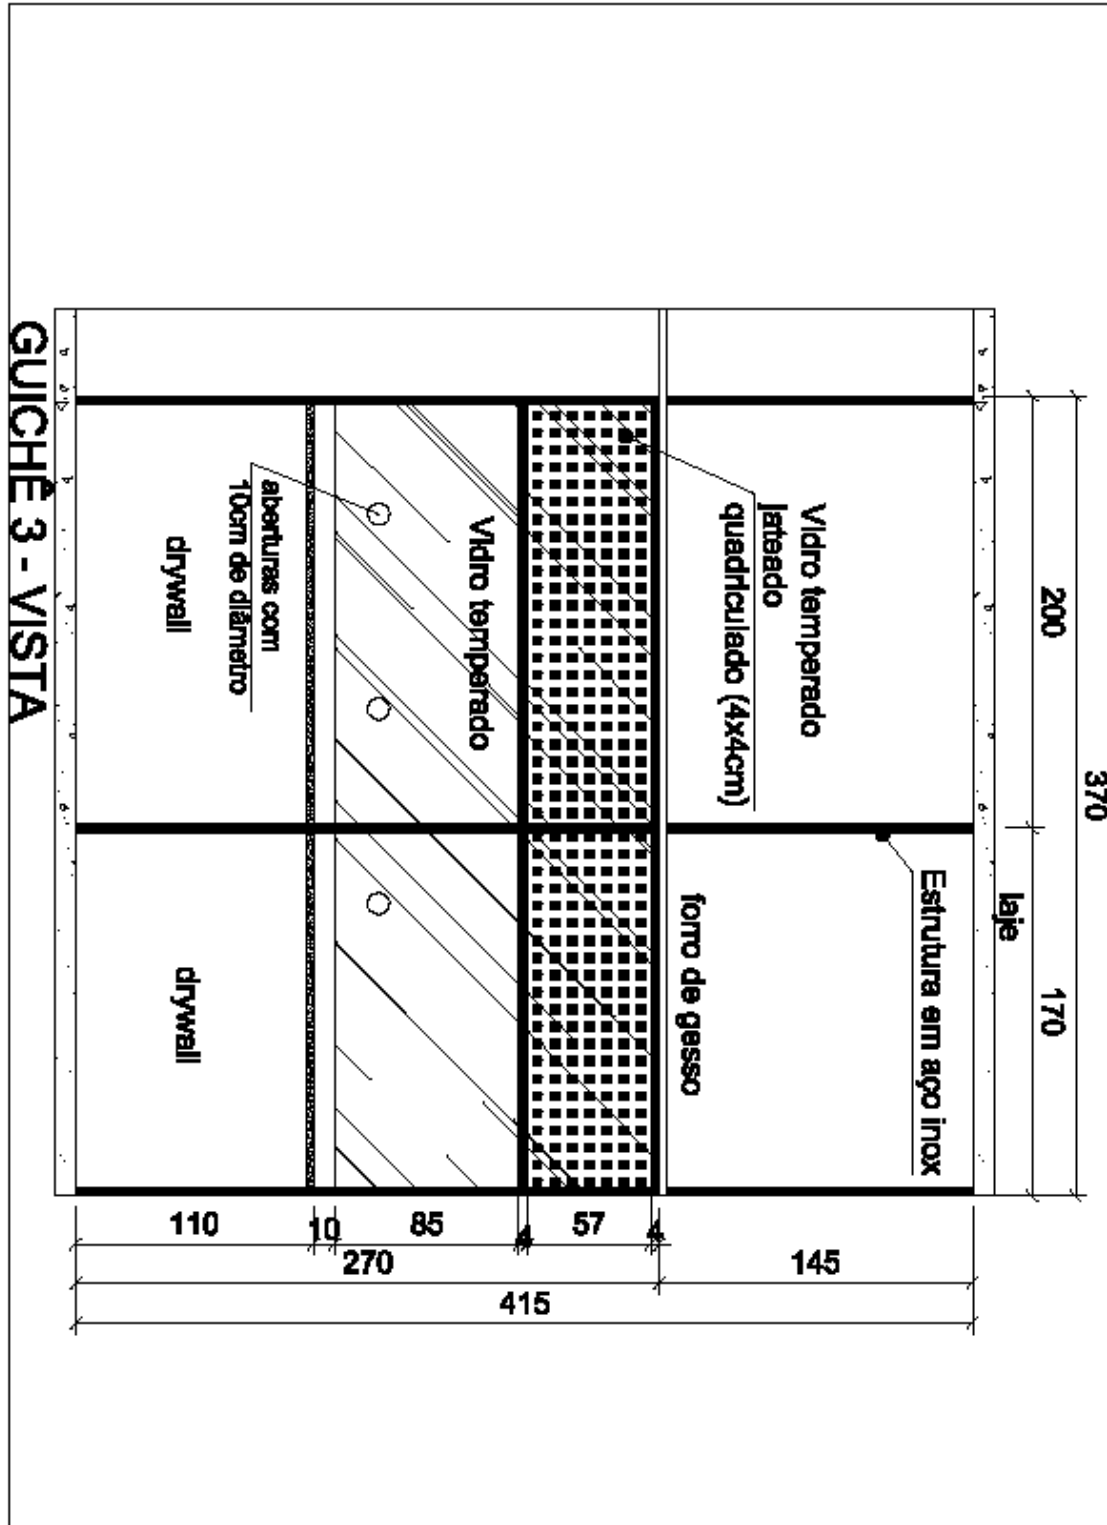 370
200
170
laje
Estrutura em aço inox
Vidro temperado
jateado
quadriculado (4x4cm)
forro de gesso
Vidro temperado
aberturas com
10cm de diâmetro
drywall
drywall
145
4
57
4
85
10
110
270
415
GUICHÊ 3 - VISTA